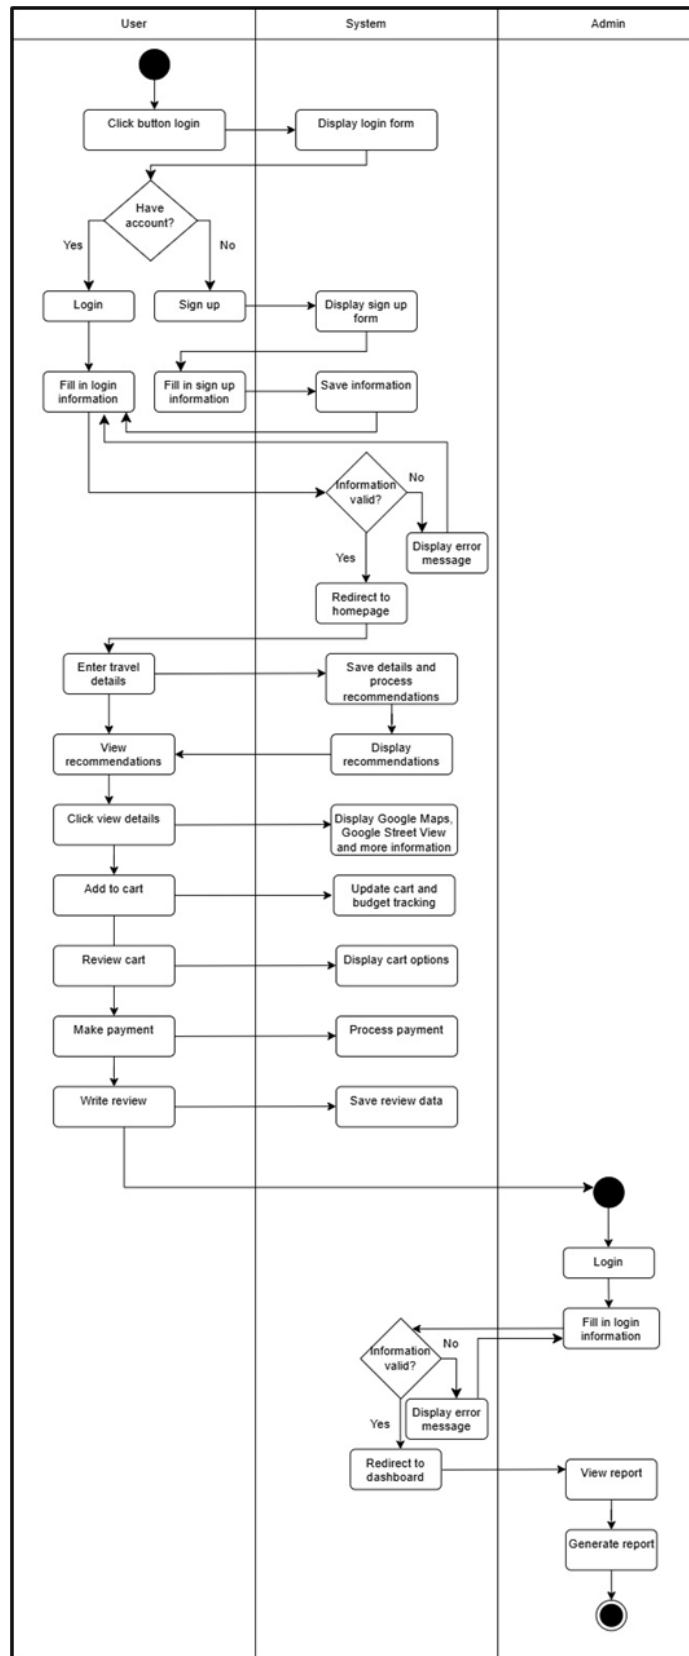 User
System
Admin
Click button login
Display login form
Have
account?
Yes
No
Login
Sign up
Display sign up
form
Fill in login
information
Fill in sign up
information
Save information
Information
valid?
No
Display error
message
Yes
Redirect to
homepage
Enter travel
details
Save details and
process
recommendations
View
recommendations
Display
recommendations
Click view details
Display Google Maps,
Google Street View
and more information
Add to cart
Update cart and
budget tracking
Review cart
Display cart options
Make payment
Process payment
Write review
Save review data
Login
Fill in login
information
Information
valid?
No
Display error
message
Yes
Redirect to
dashboard
View report
Generate report